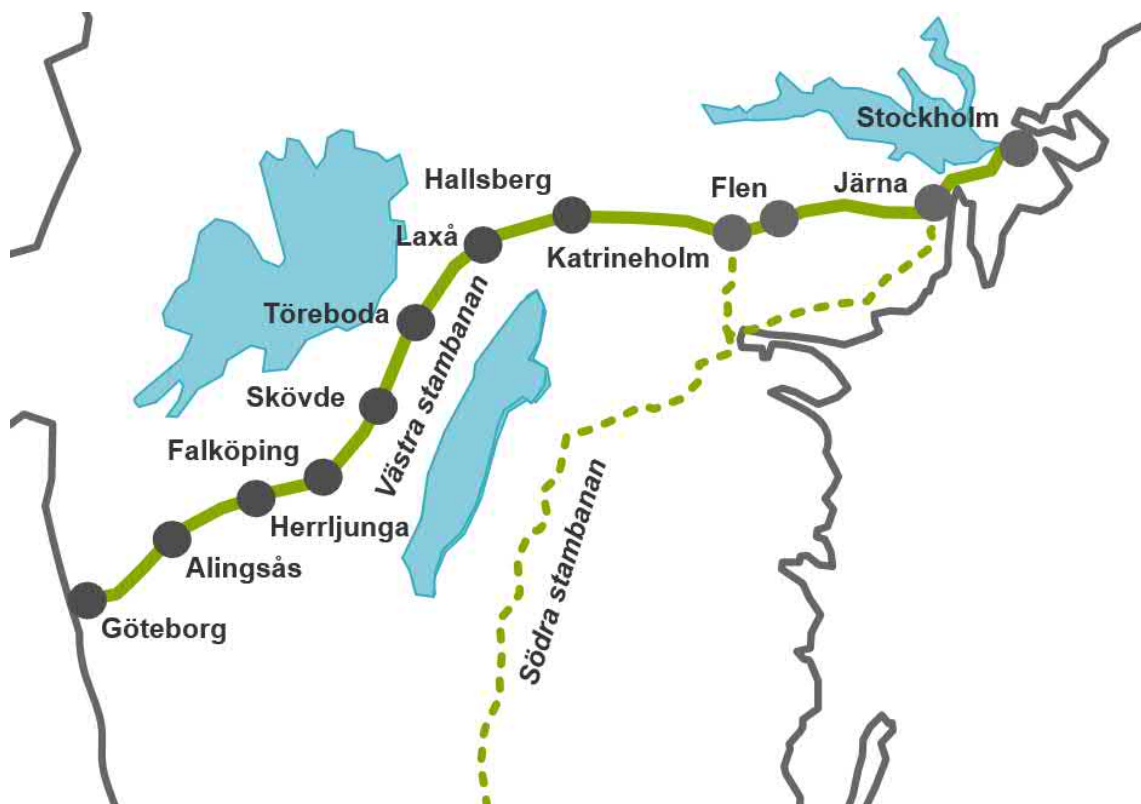 Stockholm
Hallsberg
Flen
Järna
Laxå
Katrineholm
Töreboda
Västra stambanan
Skövde
Falköping
Herrljunga
Södra stambanan
Alingsås
Göteborg